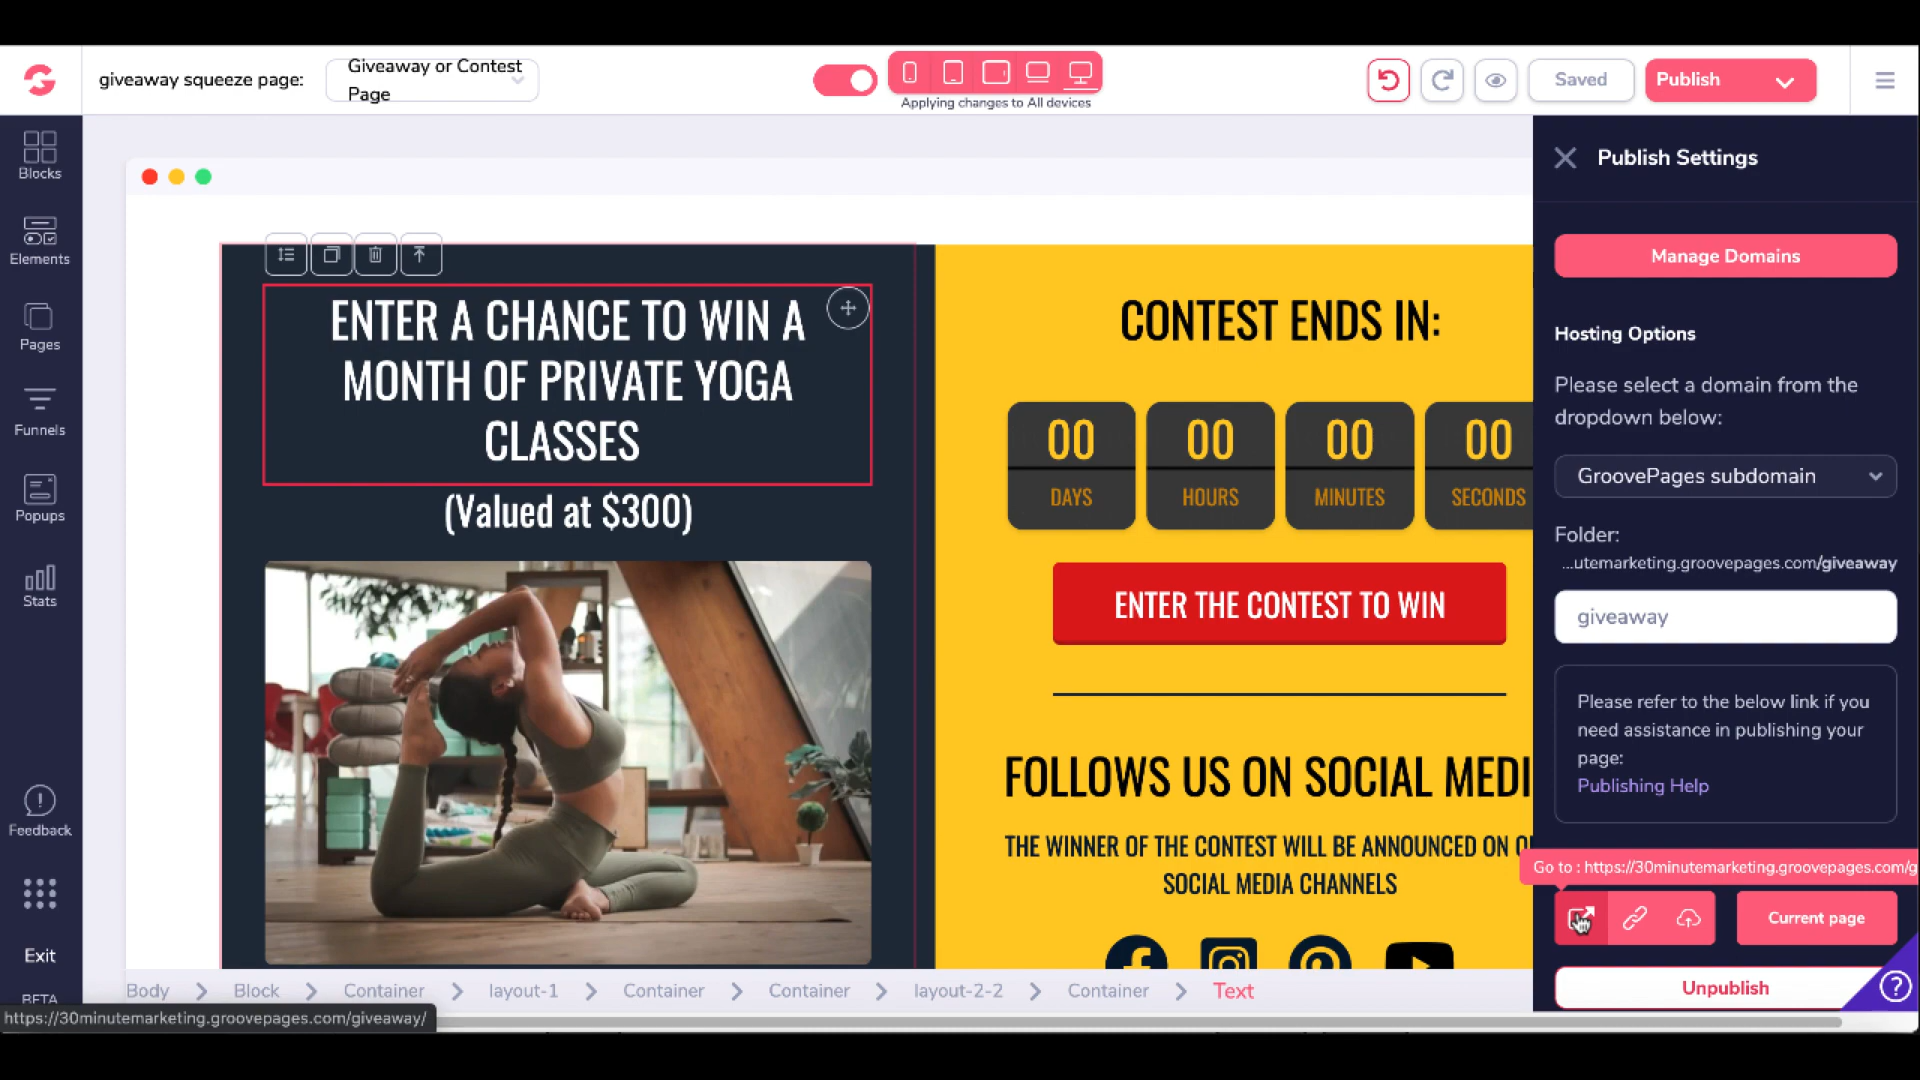 giveaway squeeze page:
Giveaway or Contest
Page
Applying changes to All devices
Saved
Publish
Blocks
Elements
Pages
Funnels
Popups
Stats
Feedback
Exit
BETA
ENTER A CHANCE TO WIN A
MONTH OF PRIVATE YOGA
CLASSES
(Valued at $300)
CONTEST ENDS IN:
00 00 00 00
DAYS HOURS MINUTES SECONDS
ENTER THE CONTEST TO WIN
FOLLOWS US ON SOCIAL MEDI
THE WINNER OF THE CONTEST WILL BE ANNOUNCED ON
SOCIAL MEDIA CHANNELS
Publish Settings
Manage Domains
Hosting Options
Please select a domain from the
dropdown below:
GroovePages subdomain
Folder:
...utemarketing.groovepages.com/giveaway
giveaway
Please refer to the below link if you
need assistance in publishing your
page:
Publishing Help
Go to : https://30minutemarketing.groovepages.com/g
Current page
Unpublish
?
Body > Block > Container > layout-1 > Container > Container > layout-2-2 > Container > Text
https://30minutemarketing.groovepages.com/giveaway/